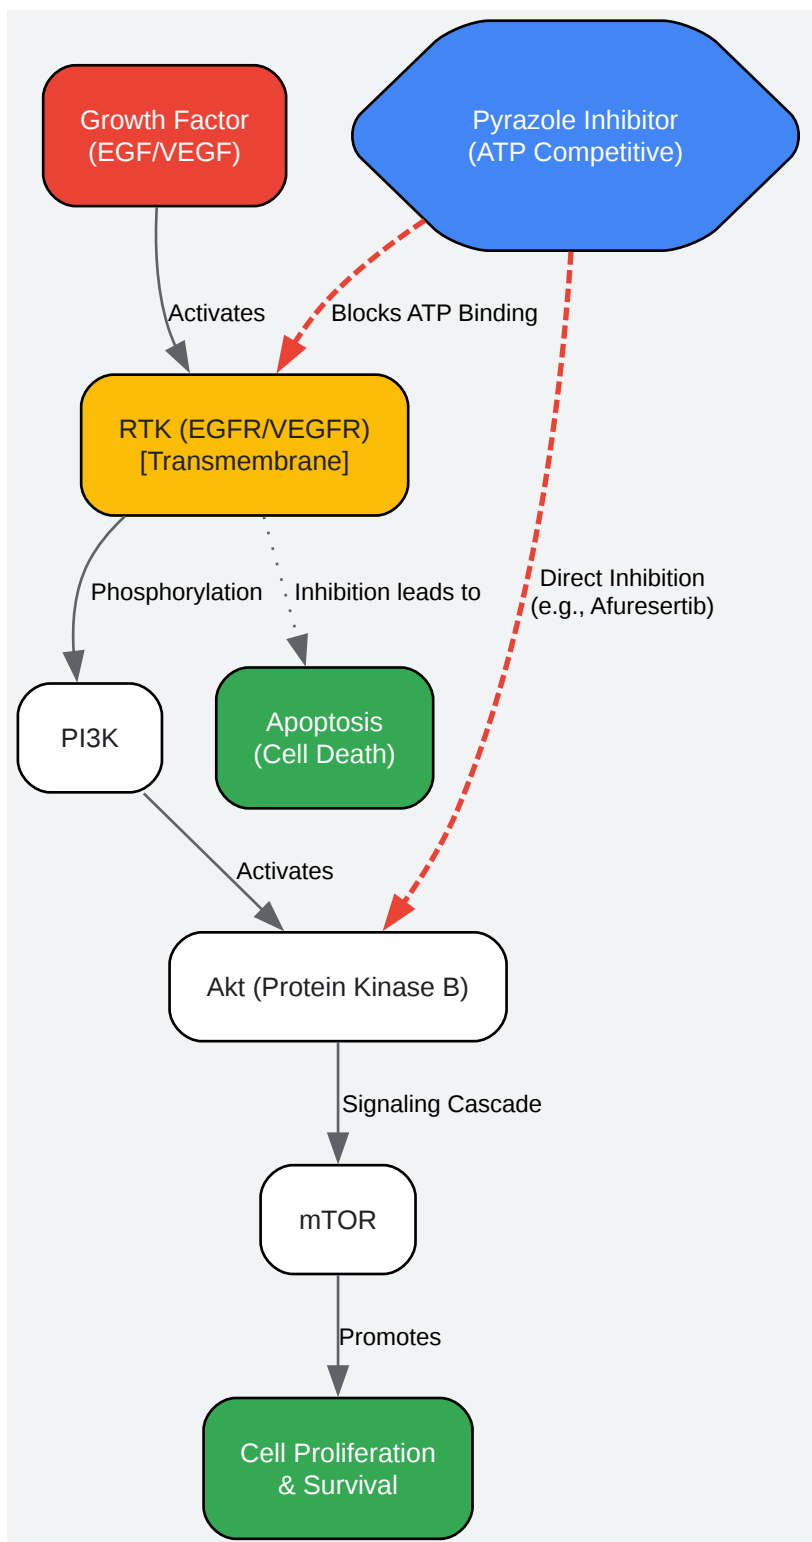 Growth Factor
(EGF/VEGF)
Pyrazole Inhibitor
(ATP Competitive)
Activates
Blocks ATP Binding
RTK (EGFR/VEGFR)
[Transmembrane]
Phosphorylation
Inhibition leads to
Direct Inhibition
(e.g., Afuresertib)
PI3K
Apoptosis
(Cell Death)
Activates
Akt (Protein Kinase B)
Signaling Cascade
mTOR
Promotes
Cell Proliferation
& Survival